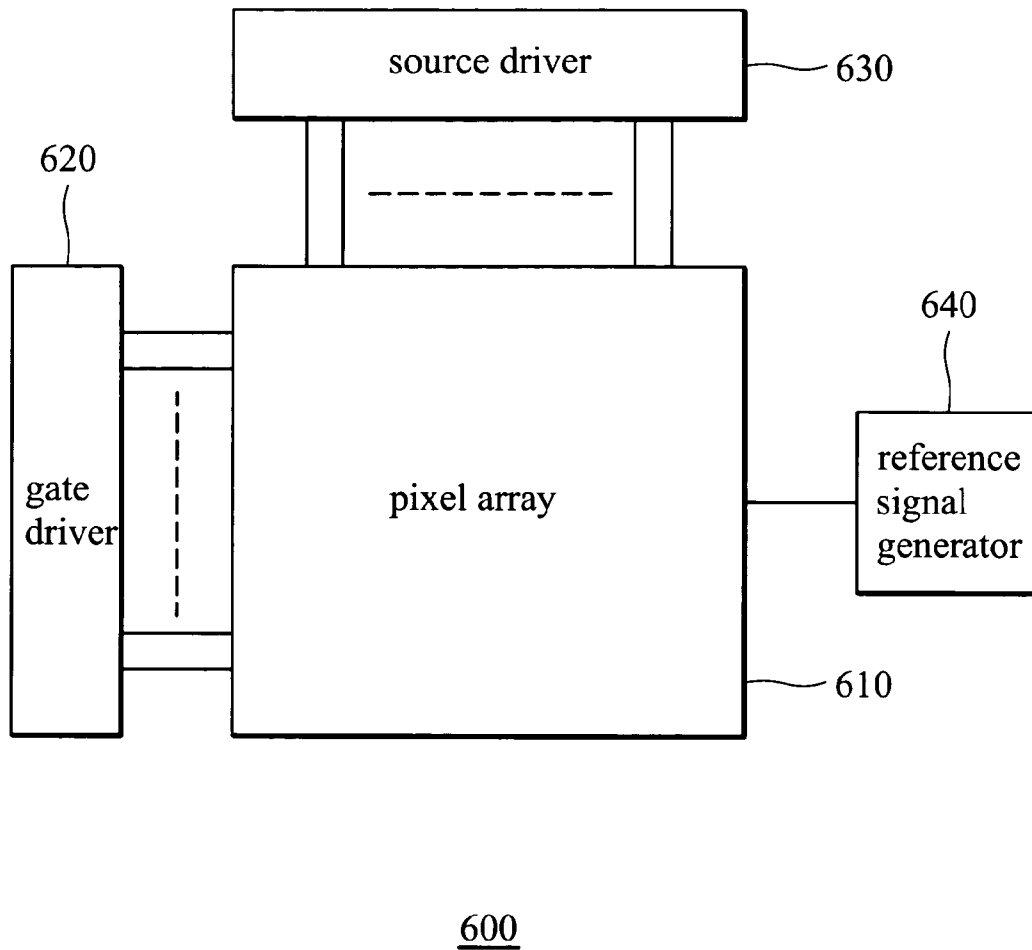 source driver
630
620
640
gate
driver
pixel array
reference
signal
generator
610
600